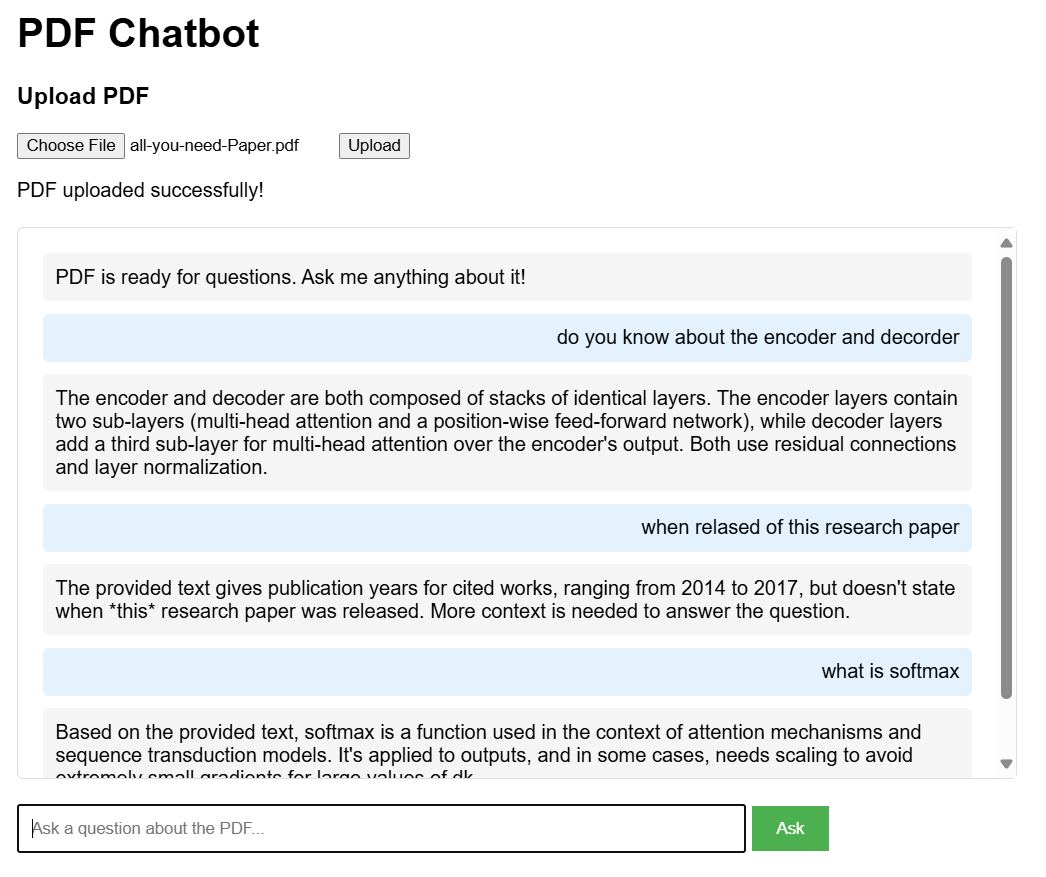 PDF Chatbot
Upload PDF
Choose File all-you-need-Paper.pdf Upload
PDF uploaded successfully!
PDF is ready for questions. Ask me anything about it!
do you know about the encoder and decorder
The encoder and decoder are both composed of stacks of identical layers. The encoder layers contain
two sub-layers (multi-head attention and a position-wise feed-forward network), while decoder layers
add a third sub-layer for multi-head attention over the encoder's output. Both use residual connections
and layer normalization.
when relased of this research paper
The provided text gives publication years for cited works, ranging from 2014 to 2017, but doesn't state
when *this* research paper was released. More context is needed to answer the question.
what is softmax
Based on the provided text, softmax is a function used in the context of attention mechanisms and
sequence transduction models. It's applied to outputs, and in some cases, needs scaling to avoid
extremely small gradients for large values of dk.
Ask a question about the PDF... Ask